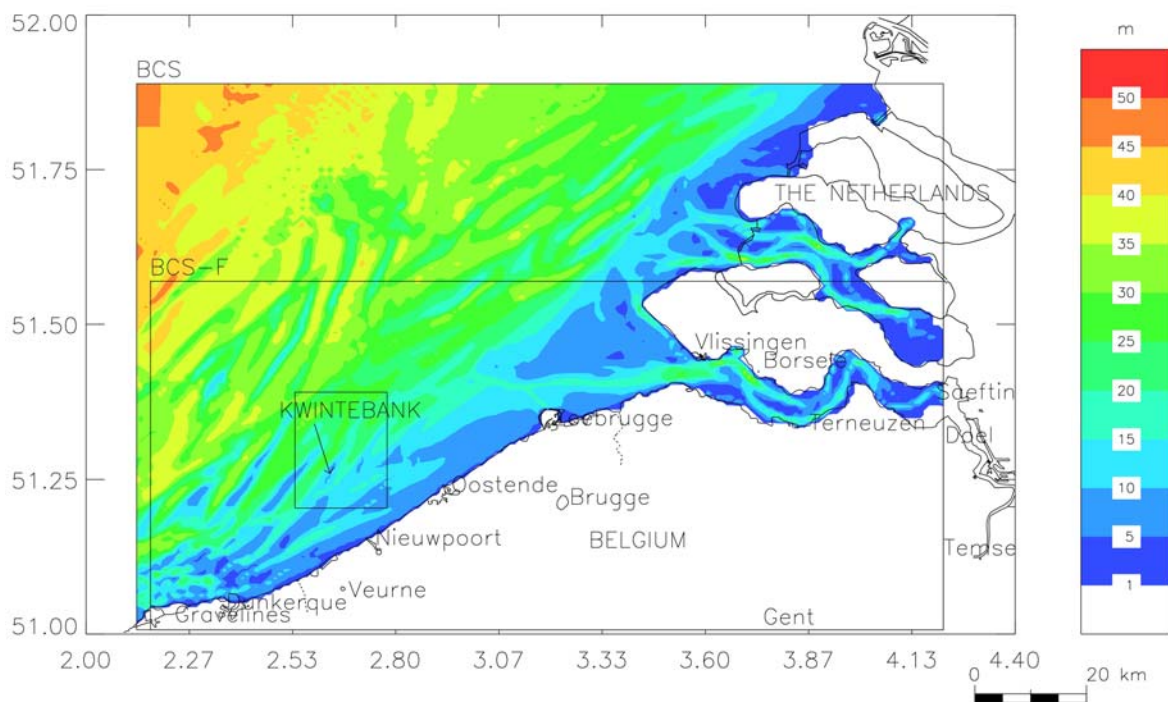 52.00
m
BCS
50
45
51.75
THE NETHERLANDS
40
35
BCS-F
30
51.50
25
Vlissingen
Borsele
20
KWINTEBANK
Saeftin
Zeebrugge
Terneuzen
15
Doel
51.25
Oostende
Brugge
10
Nieuwpoort
BELGIUM
Temse
5
Veurne
1
Dunkerque
Gravelines
Gent
51.00
2.00 2.27 2.53 2.80 3.07 3.33 3.60 3.87 4.13 4.40
0 20 km